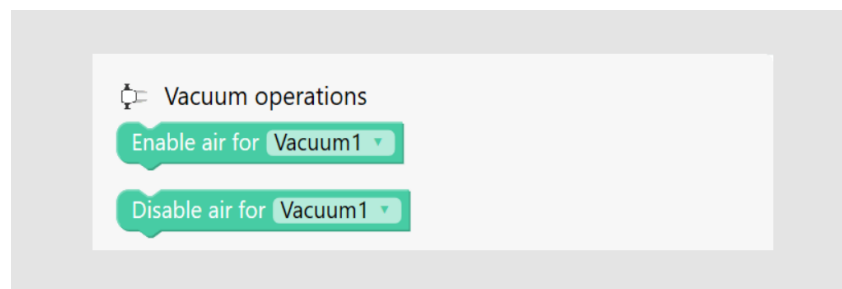 Vacuum operations
Enable air for Vacuum1
Disable air for Vacuum1